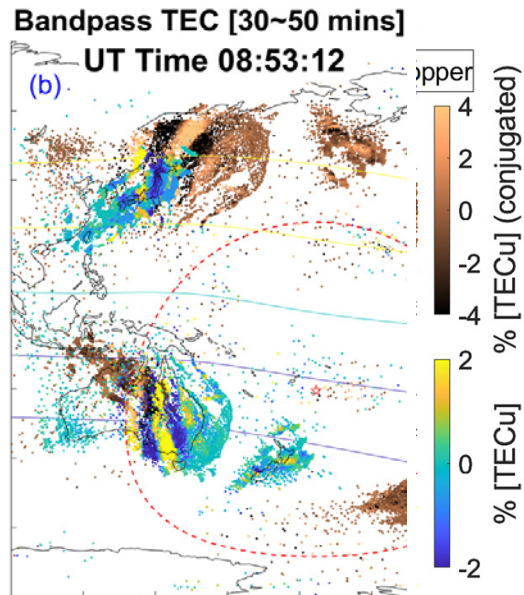 Bandpass TEC [30~50 mins]
UT Time 08:53:12
(b)
opper
4
2
0
-2
-4
% [TECu] (conjugated)
2
0
-2
% [TECu]